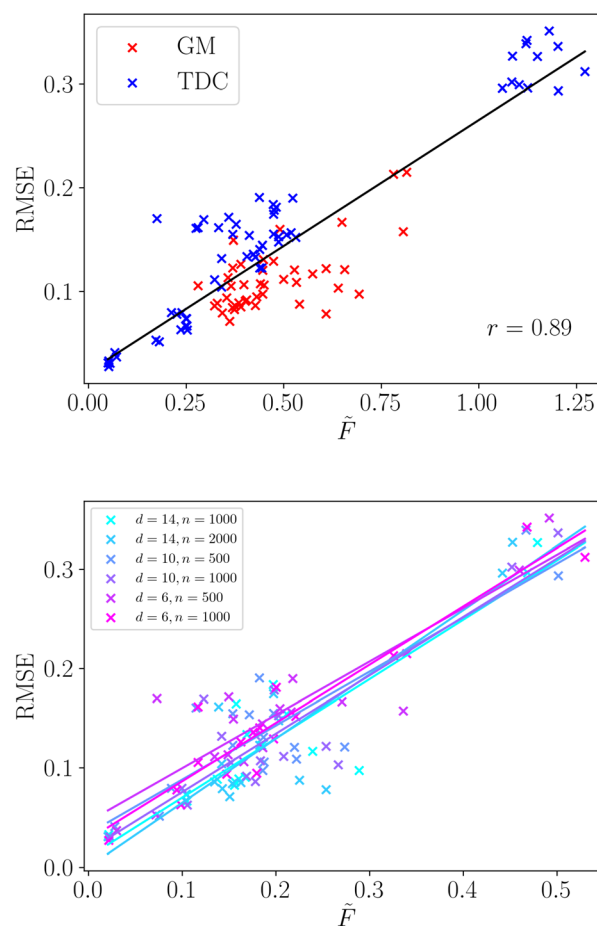 GM
TDC
0.3
0.2
0.1
RMSE
r = 0.89
0.00 0.25 0.50 0.75 1.00 1.25
F̃
d = 14, n = 1000
d = 14, n = 2000
d = 10, n = 500
d = 10, n = 1000
d = 6, n = 500
d = 6, n = 1000
0.3
0.2
0.1
0.0
RMSE
0.0 0.1 0.2 0.3 0.4 0.5
F̃